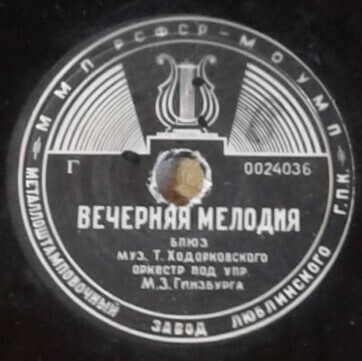 ММП РСФСР-МОУМП
Г
0024036
ВЕЧЕРНЯЯ МЕЛОДИЯ
БЛЮЗ
МУЗ. Т. ХОДОРКОВСКОГО
ОРКЕСТР ПОД УПР.
М.З. ГИНЗБУРГА
МЕТАЛЛОШТАМПОВОЧНЫЙ ЗАВОД ЛЮБЛИНСКОГО Г.П.К.